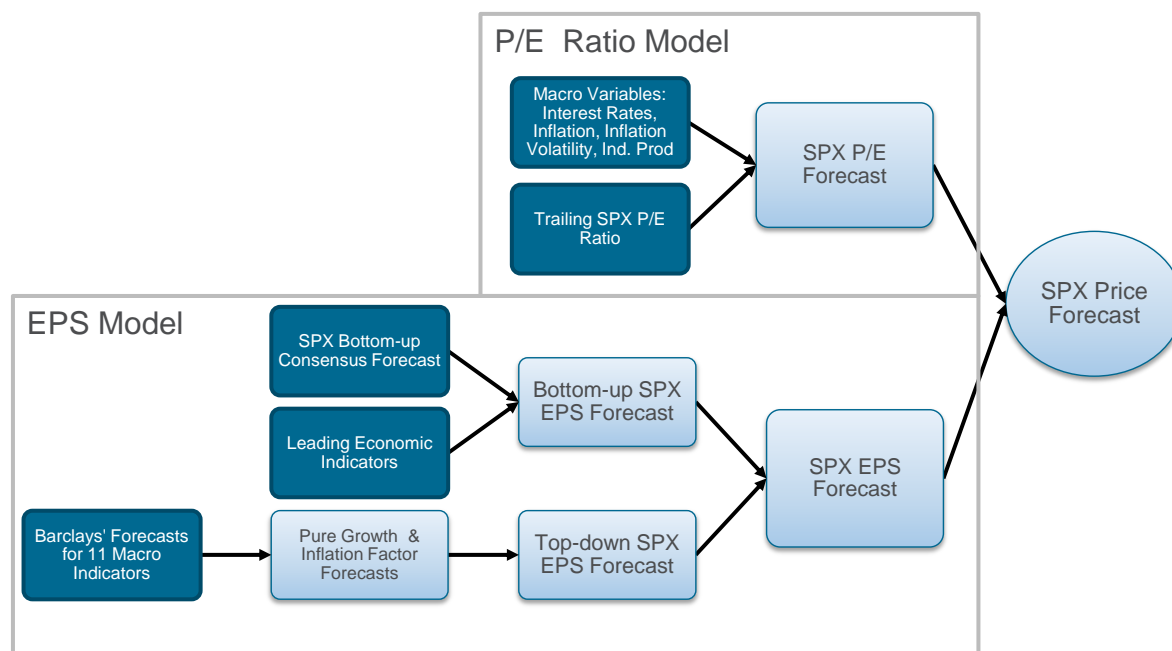 P/E Ratio Model
Macro Variables:
Interest Rates,
Inflation, Inflation
Volatility, Ind. Prod
SPX P/E
Forecast
Trailing SPX P/E
Ratio
SPX Price
Forecast
EPS Model
SPX Bottom-up
Consensus Forecast
Bottom-up SPX
EPS Forecast
Leading Economic
Indicators
SPX EPS
Forecast
Barclays' Forecasts
for 11 Macro
Indicators
Pure Growth &
Inflation Factor
Forecasts
Top-down SPX
EPS Forecast